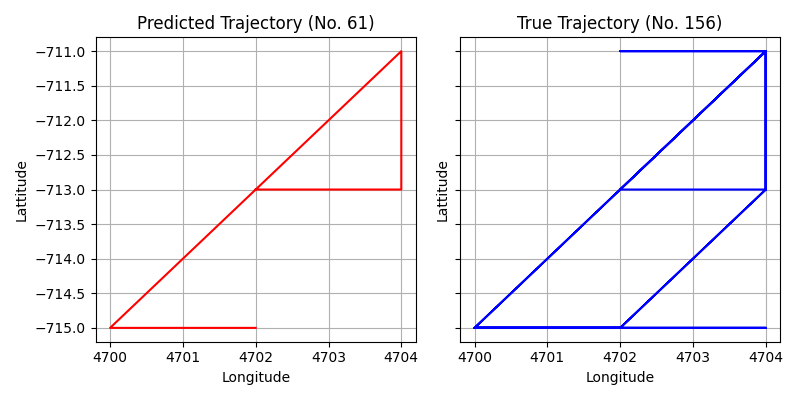 Predicted Trajectory (No. 61)
−711.0
−711.5
−712.0
−712.5
−713.0
−713.5
−714.0
−714.5
−715.0
Lattitude
4700 4701 4702 4703 4704
Longitude
True Trajectory (No. 156)
Lattitude
4700 4701 4702 4703 4704
Longitude